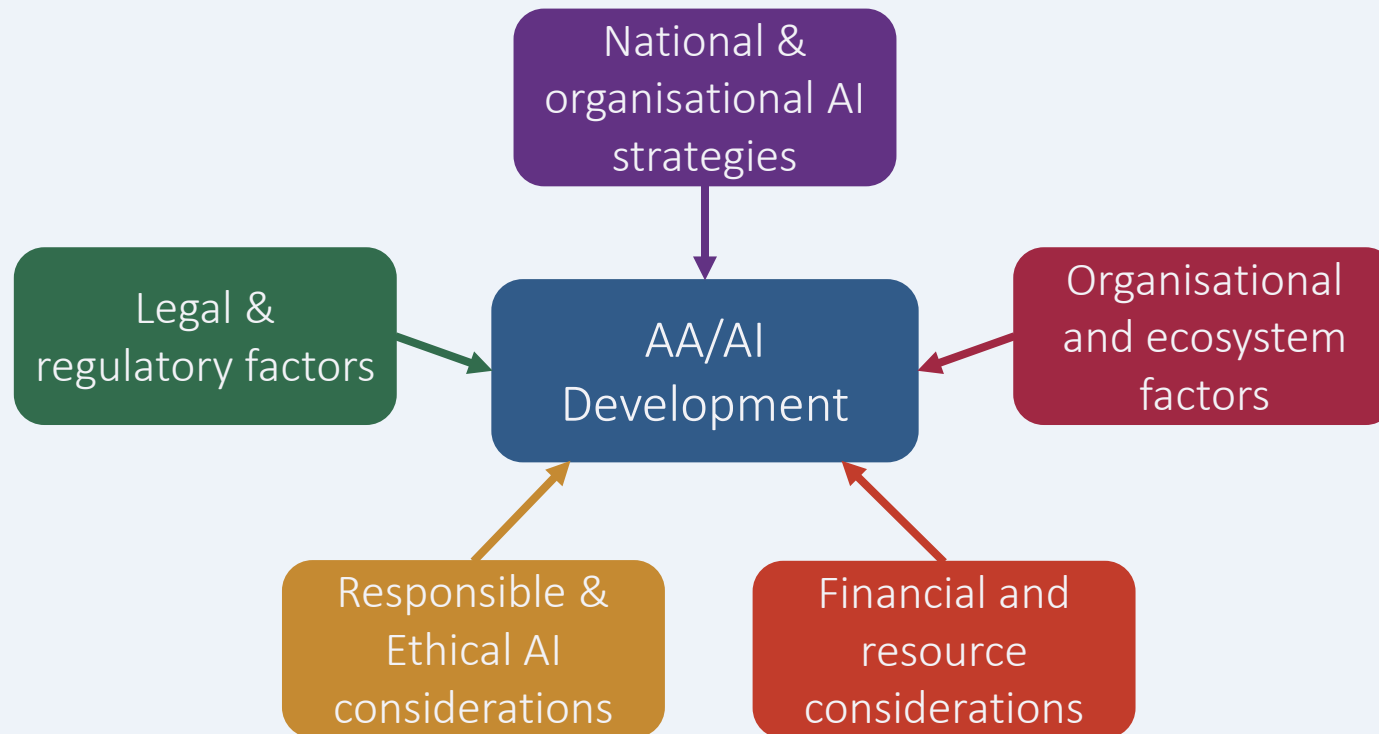 National &
organisational AI
strategies
Legal &
regulatory factors
Organisational
and ecosystem
factors
AA/AI
Development
Responsible &
Ethical AI
considerations
Financial and
resource
considerations